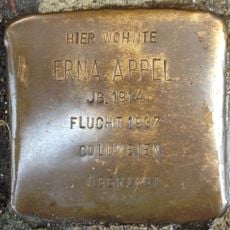 HIER WOHNTE
ERNA APPEL
JG. 1914
FLUCHT 1937
COLUMBIEN
ÜBERLEBT